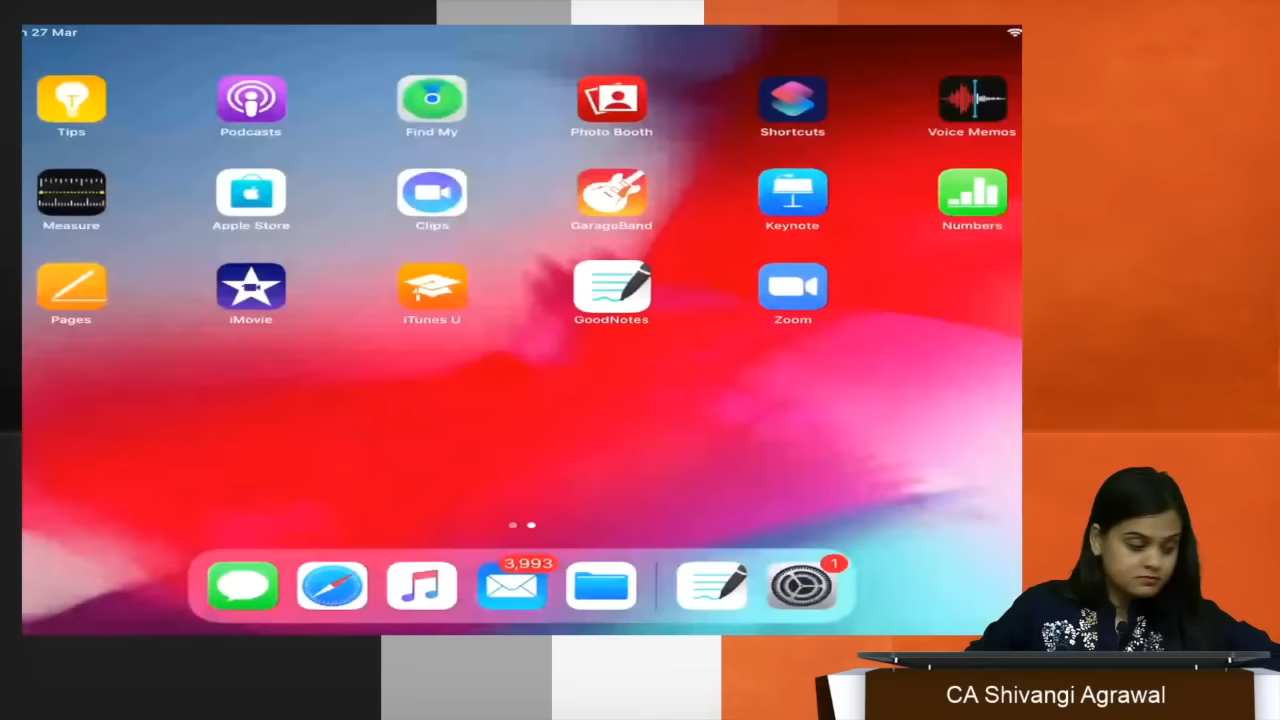 27 Mar
Tips Podcasts Find My Photo Booth Shortcuts Voice Memos
Measure Apple Store Clips GarageBand Keynote Numbers
Pages iMovie iTunes U GoodNotes Zoom
3,993 1
CA Shivangi Agrawal